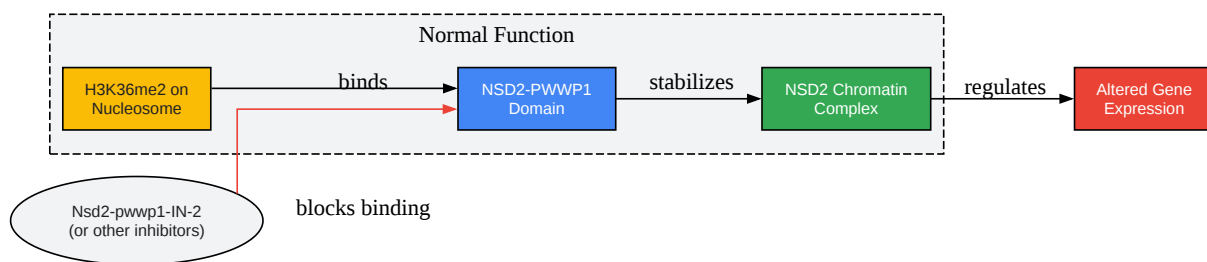 Normal Function
H3K36me2 on
Nucleosome
binds
NSD2-PWWP1
Domain
stabilizes
NSD2 Chromatin
Complex
regulates
Altered Gene
Expression
Nsd2-pwwp1-IN-2
(or other inhibitors)
blocks binding